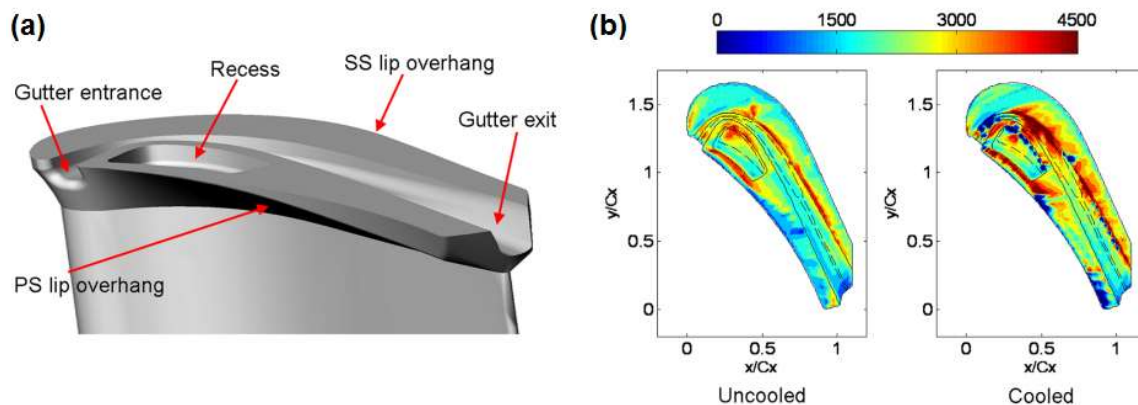 (a)
Recess
SS lip overhang
Gutter entrance
Gutter exit
PS lip overhang
(b)
0 1500 3000 4500
1.5
1
0.5
0
y/Cx
0 0.5 1
x/Cx
Uncooled
1.5
1
0.5
0
y/Cx
0 0.5 1
x/Cx
Cooled